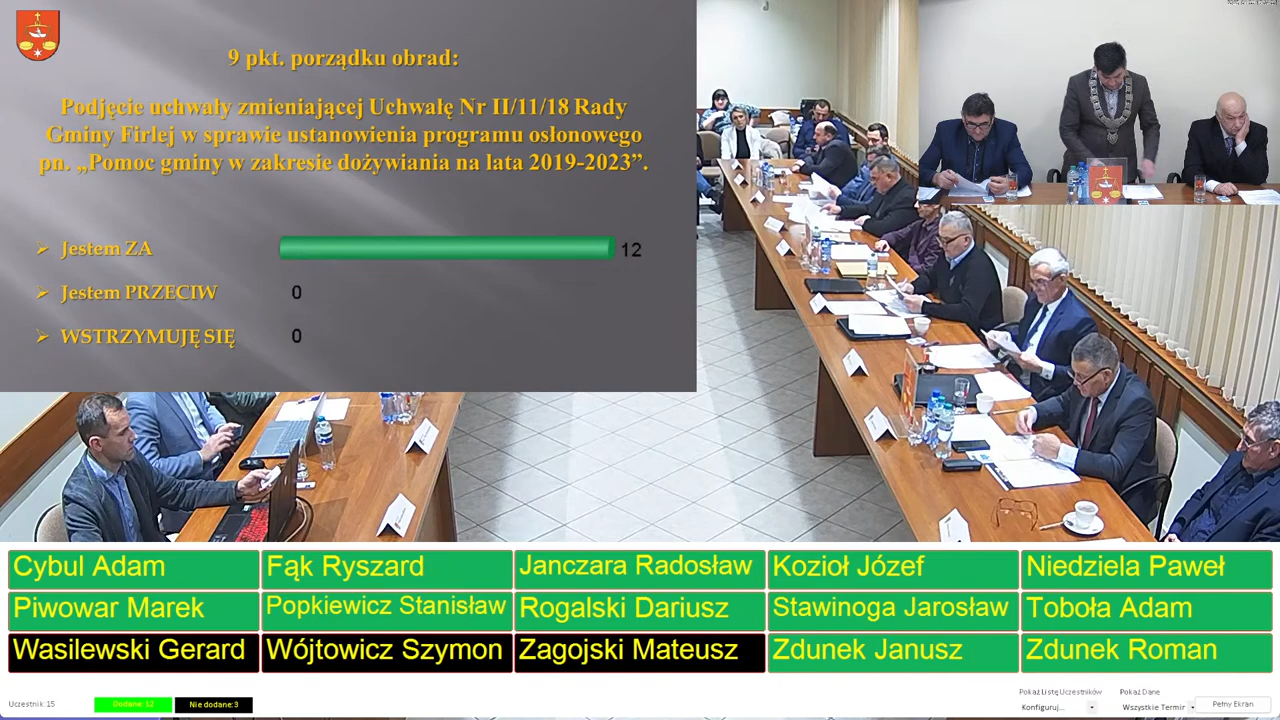 9 pkt. porządku obrad:
Podjęcie uchwały zmieniającej Uchwałę Nr II/11/18 Rady
Gminy Firlej w sprawie ustanowienia programu osłonowego
pn. „Pomoc gminy w zakresie dożywiania na lata 2019-2023”.
➢ Jestem ZA 12
➢ Jestem PRZECIW 0
➢ WSTRZYMUJĘ SIĘ 0
Cybul Adam Fąk Ryszard Janczara Radosław Kozioł Józef Niedziela Paweł
Piwowar Marek Popkiewicz Stanisław Rogalski Dariusz Stawinoga Jarosław Toboła Adam
Wasilewski Gerard Wójtowicz Szymon Zagojski Mateusz Zdunek Janusz Zdunek Roman
Pokaż Listę Uczestników Pokaż Dane
Uczestnik: 15 Dodane: 12 Nie dodane: 3 Konfiguruj... Wszystkie Termir Pełny Ekran